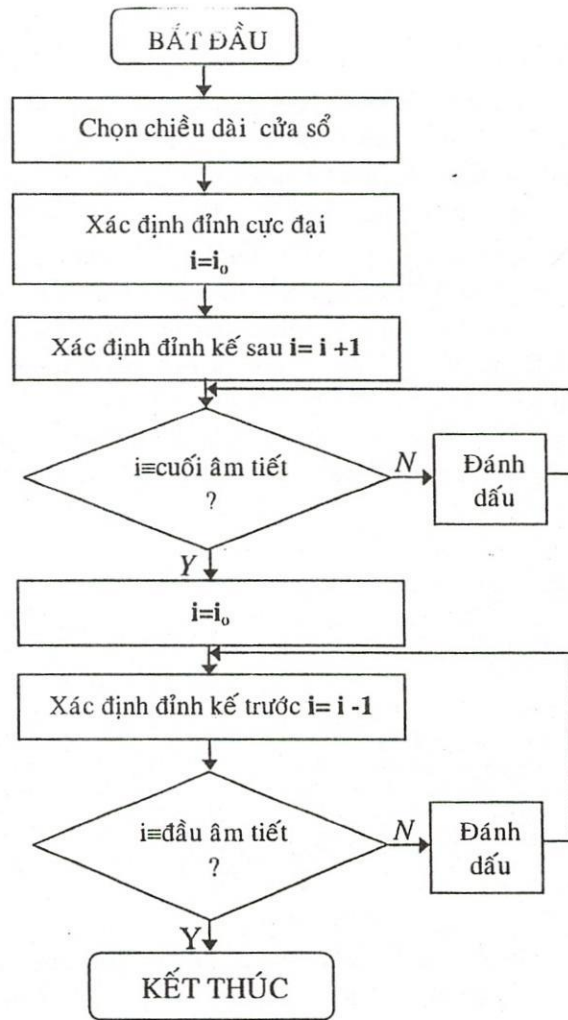 BẮT ĐẦU
Chọn chiều dài cửa sổ
Xác định đỉnh cực đại
i=i₀
Xác định đỉnh kế sau i= i +1
i≡cuối âm tiết
?
N
Đánh
dấu
Y
i=i₀
Xác định đỉnh kế trước i= i -1
i≡đầu âm tiết
?
N
Đánh
dấu
Y
KẾT THÚC